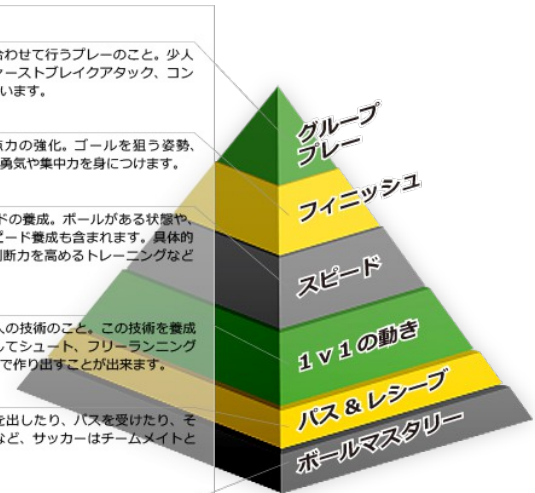 合わせて行うプレーのこと。少人
ァーストブレイクアタック、コン
います。
点力の強化。ゴールを狙う姿勢、
勇気や集中力を身につけます。
ドの養成。ボールがある状態や、
ピード養成も含まれます。具体的
判断力を高めるトレーニングなど
人の技術のこと。この技術を養成
してシュート、フリーランニング
で作り出すことが出来ます。
を出したり、パスを受けたり、そ
など、サッカーはチームメイトと
グループ
プレー
フィニッシュ
スピード
1 v 1 の動き
パス & レシーブ
ボールマスタリー